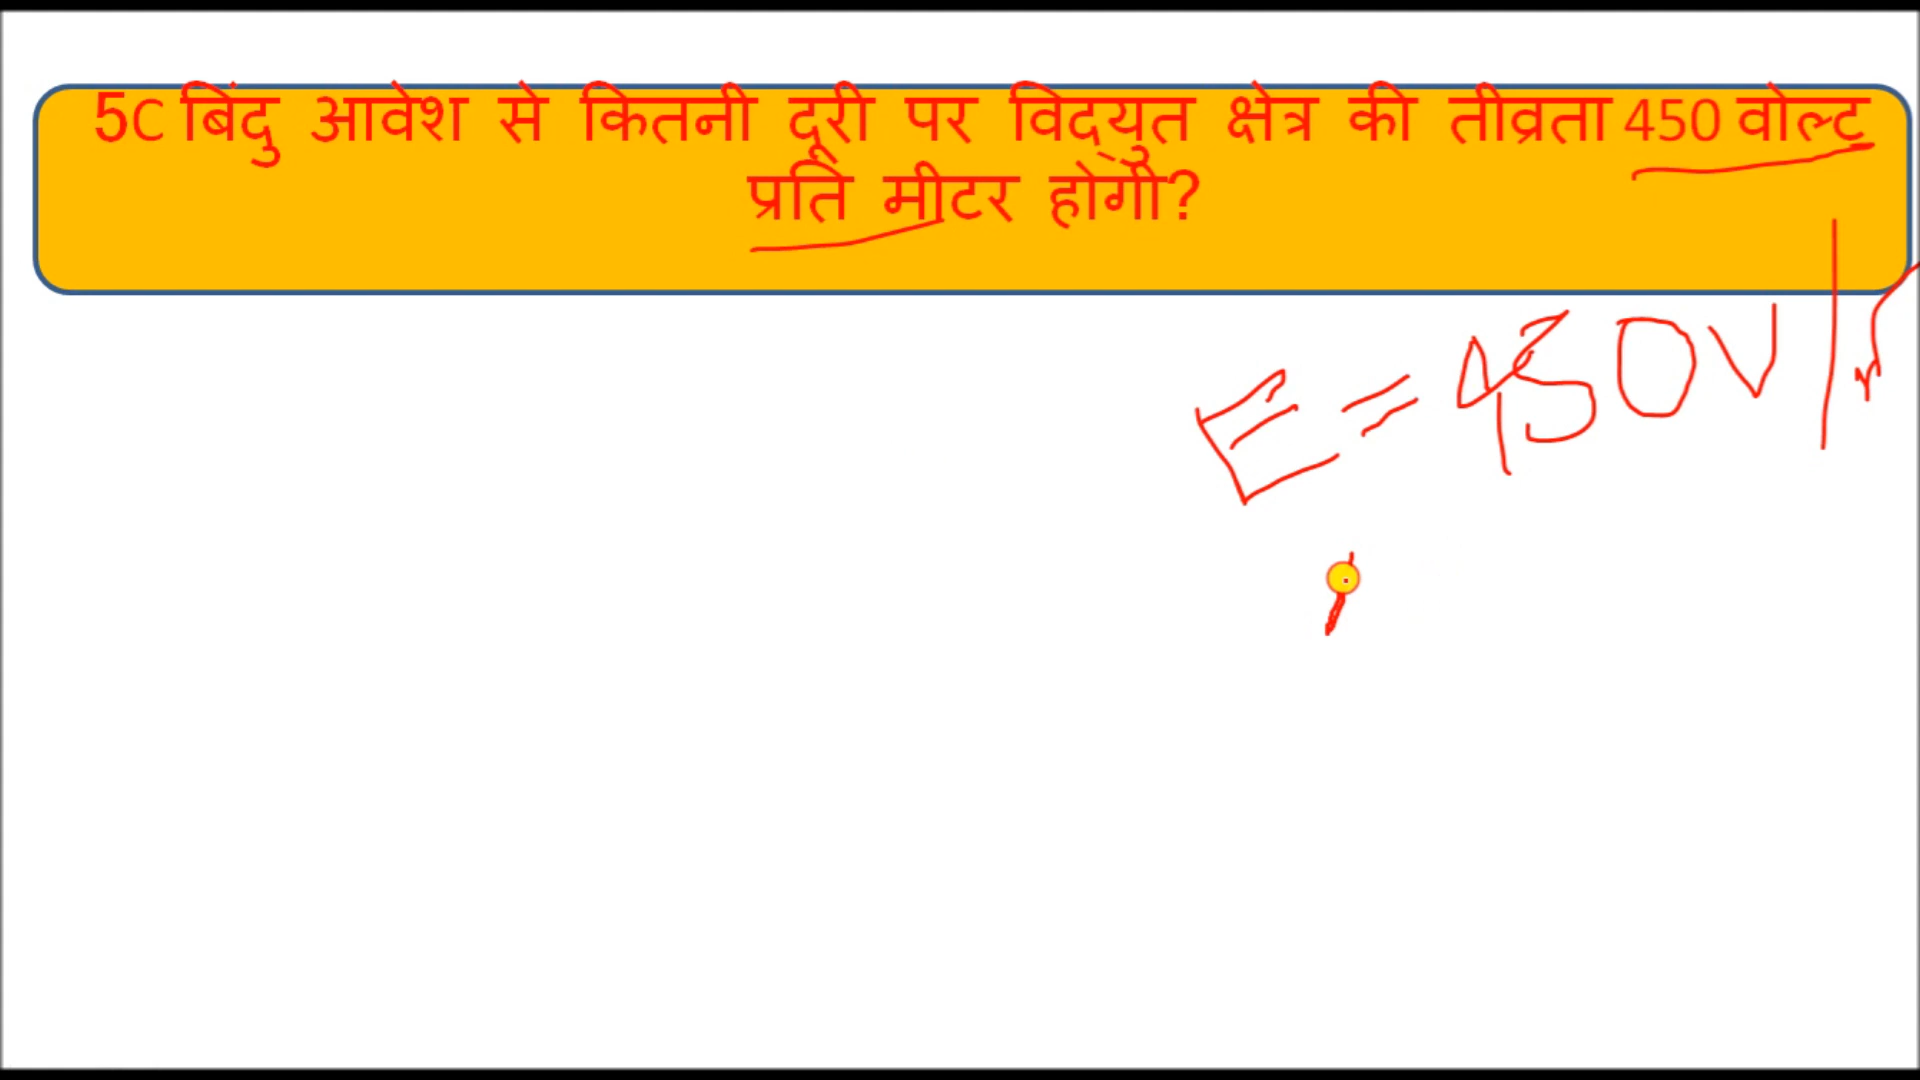 5C बिंदु आवेश से कितनी दूरी पर विद्युत क्षेत्र की तीव्रता 450 वोल्ट
प्रति मीटर होगी?
E = 450V/